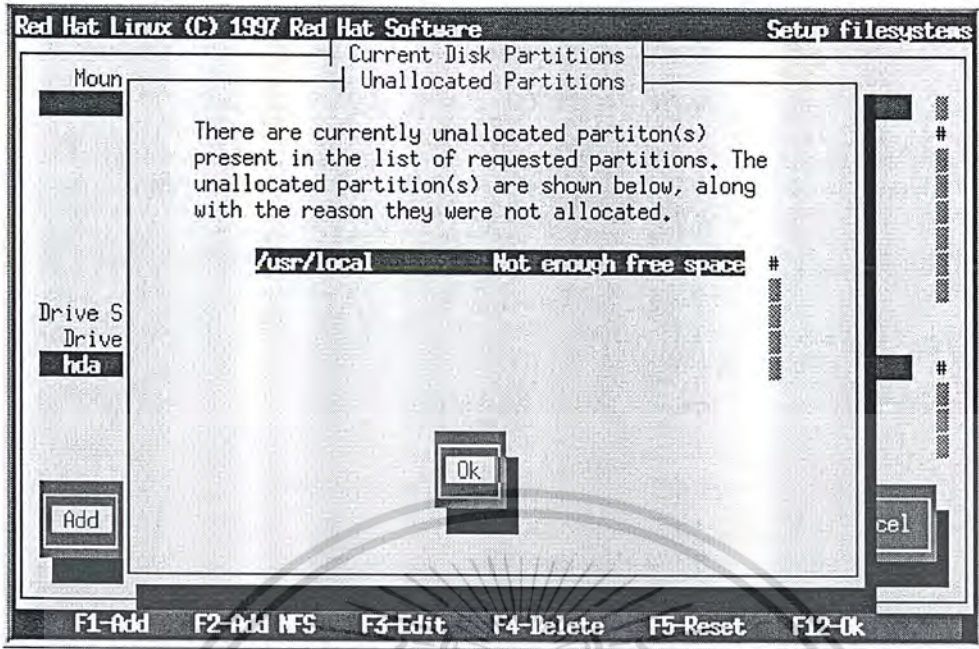 Red Hat Linux (C) 1997 Red Hat Software Setup filesystems
Current Disk Partitions
Unallocated Partitions
Moun
There are currently unallocated partiton(s)
present in the list of requested partitions. The
unallocated partition(s) are shown below, along
with the reason they were not allocated.
/usr/local Not enough free space #
#
Drive S
Drive
hda #
Ok
Add cel
F1-Add F2-Add NFS F3-Edit F4-Delete F5-Reset F12-Ok